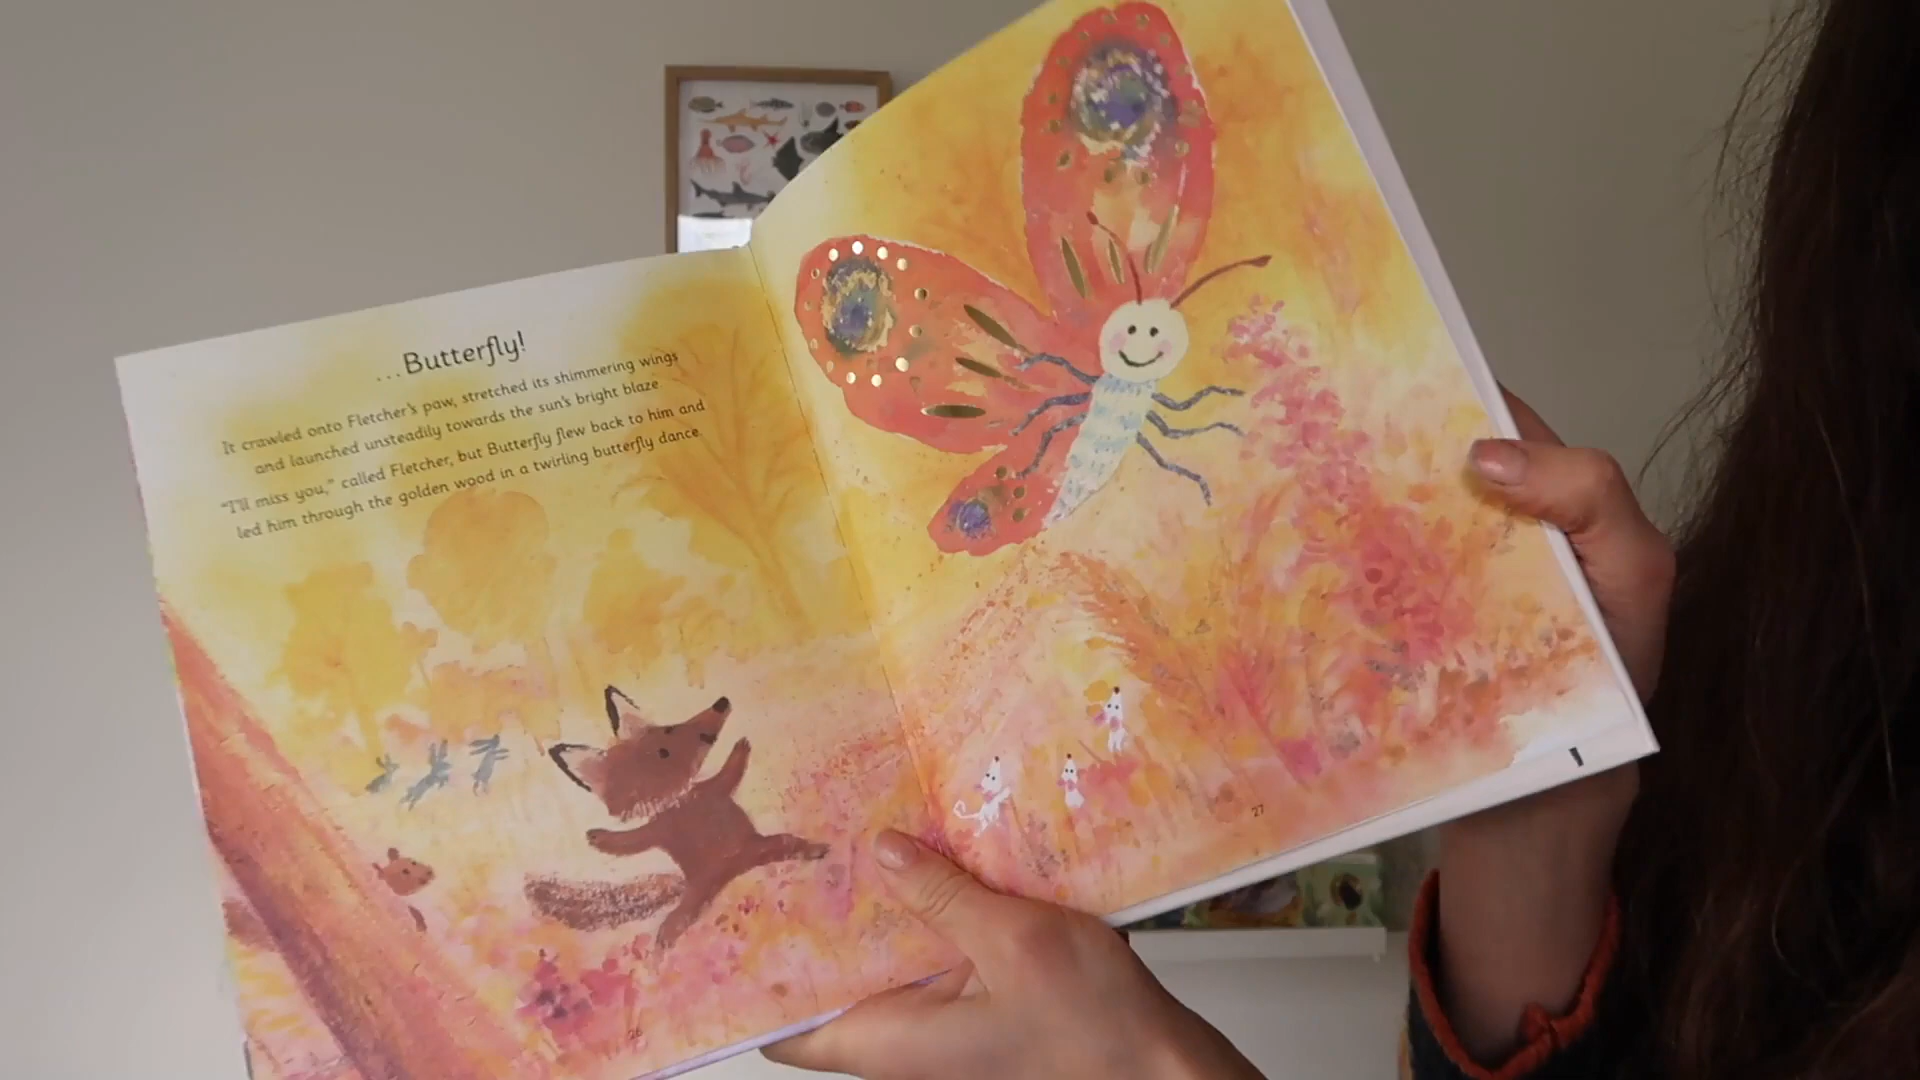 ...Butterfly!
It crawled onto Fletcher's paw, stretched its shimmering wings
and launched unsteadily towards the sun's bright blaze.
"I'll miss you," called Fletcher, but Butterfly flew back to him and
led him through the golden wood in a twirling butterfly dance.
26
27